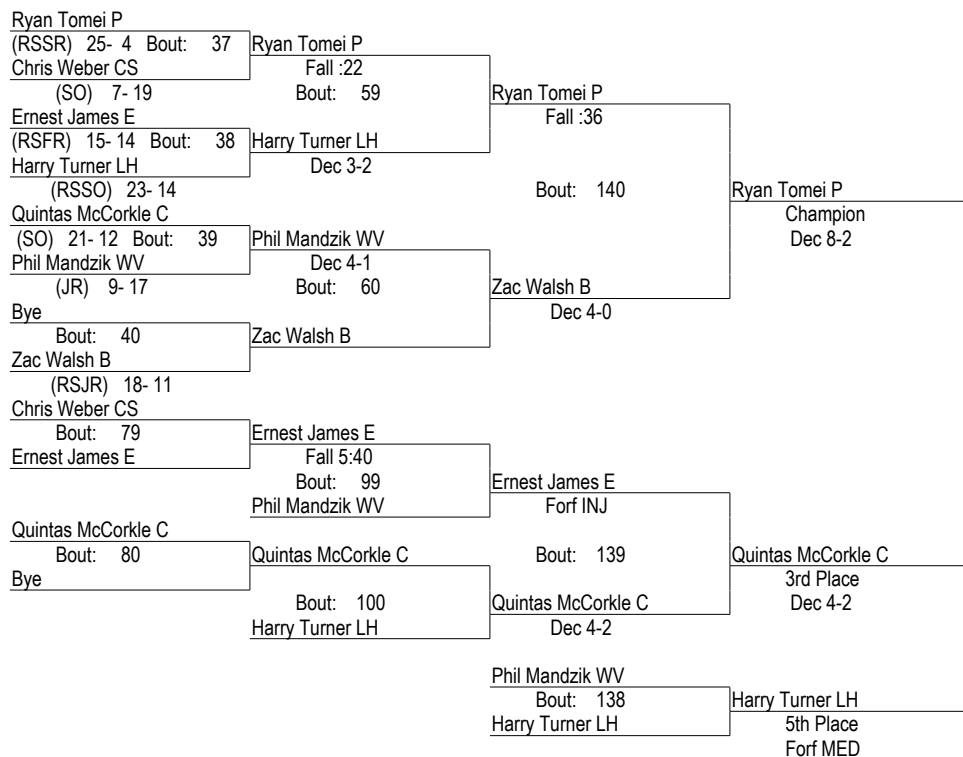 Ryan Tomei P
(RSSR) 25- 4 Bout: 37
Chris Weber CS
(SO) 7- 19
Ernest James E
(RSFR) 15- 14 Bout: 38
Harry Turner LH
(RSSO) 23- 14
Quintas McCorkle C
(SO) 21- 12 Bout: 39
Phil Mandzik WV
(JR) 9- 17
Bye
Bout: 40
Zac Walsh B
(RSJR) 18- 11
Chris Weber CS
Bout: 79
Ernest James E
Quintas McCorkle C
Bout: 80
Bye
Ryan Tomei P
Fall :22
Bout: 59
Harry Turner LH
Dec 3-2
Phil Mandzik WV
Dec 4-1
Bout: 60
Zac Walsh B
Ernest James E
Fall 5:40
Bout: 99
Phil Mandzik WV
Quintas McCorkle C
Bout: 100
Harry Turner LH
Ryan Tomei P
Fall :36
Bout: 140
Zac Walsh B
Dec 4-0
Ernest James E
Forf INJ
Bout: 139
Quintas McCorkle C
Dec 4-2
Phil Mandzik WV
Bout: 138
Harry Turner LH
Ryan Tomei P
Champion
Dec 8-2
Quintas McCorkle C
3rd Place
Dec 4-2
Harry Turner LH
5th Place
Forf MED